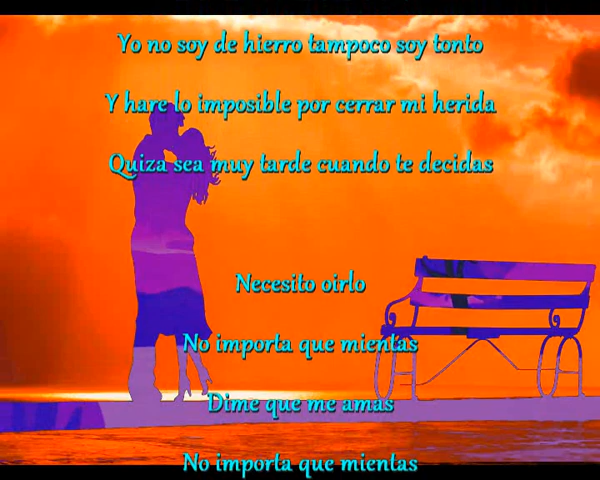 Yo no soy de hierro tampoco soy tonto
Y hare lo imposible por cerrar mi herida
Quiza sea muy tarde cuando te decidas
Necesito oirlo
No importa que mientas
Dime que me amas
No importa que mientas